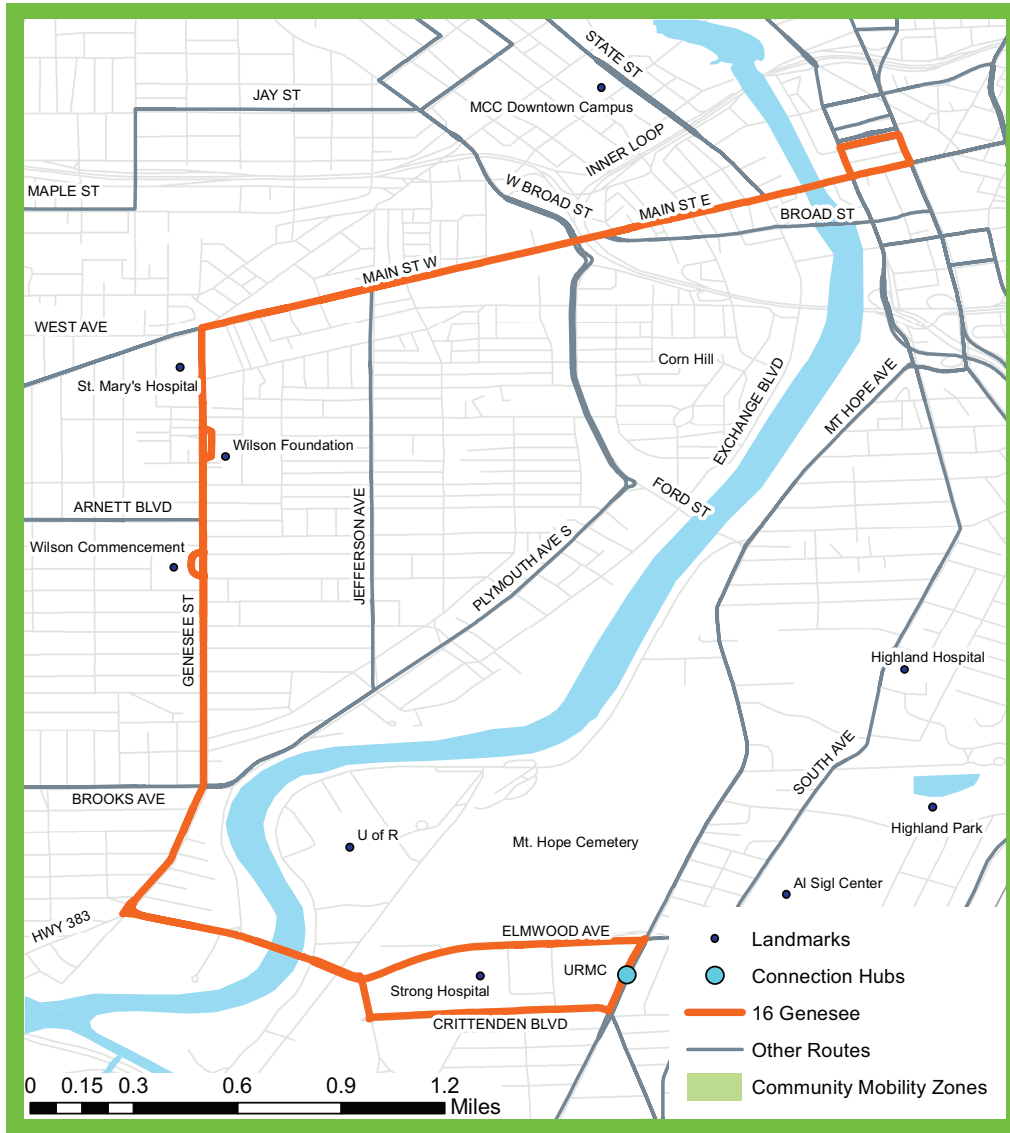 STATE ST
JAY ST
MCC Downtown Campus
INNER LOOP
MAPLE ST
W BROAD ST
MAIN ST E
BROAD ST
MAIN ST W
WEST AVE
St. Mary's Hospital
Corn Hill
EXCHANGE BLVD
MT HOPE AVE
Wilson Foundation
ARNETT BLVD
FORD ST
Wilson Commencement
JEFFERSON AVE
PLYMOUTH AVE S
GENESEE ST
Highland Hospital
SOUTH AVE
BROOKS AVE
Highland Park
U of R
Mt. Hope Cemetery
Al Sigl Center
HWY 383
ELMWOOD AVE
URMC
Strong Hospital
CRITTENDEN BLVD
Landmarks
Connection Hubs
16 Genesee
Other Routes
Community Mobility Zones
0 0.15 0.3 0.6 0.9 1.2
Miles